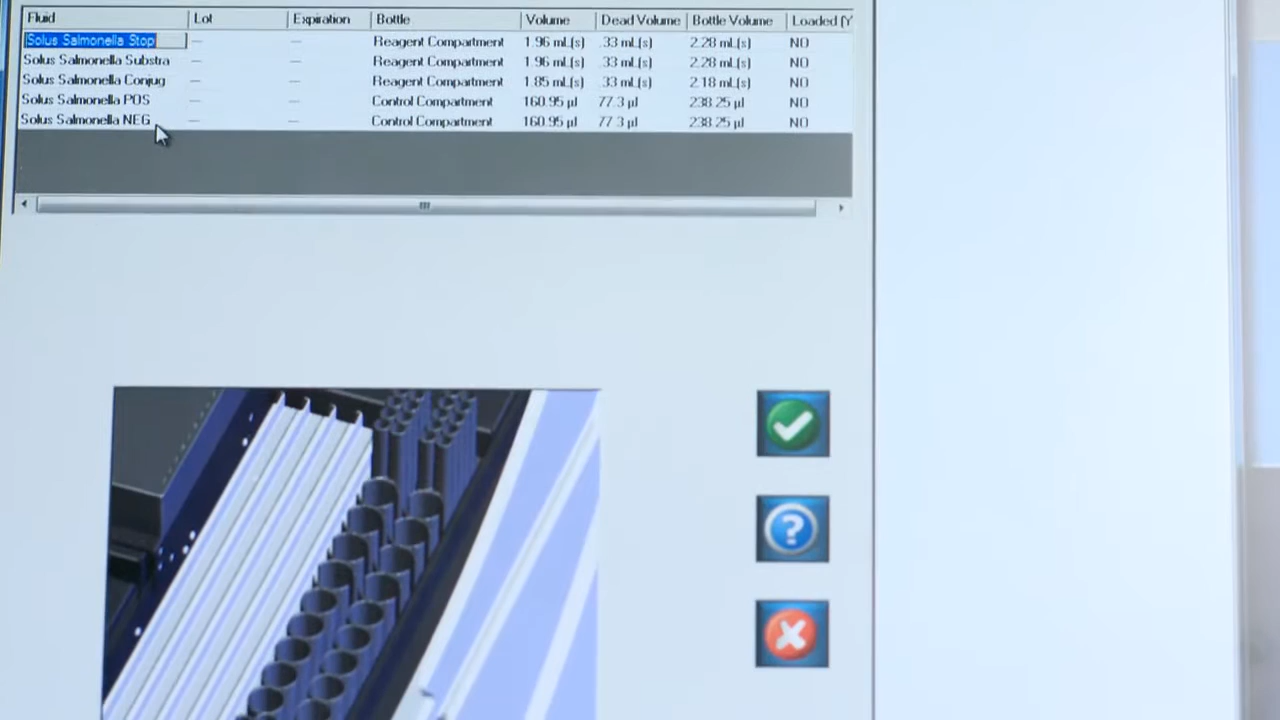 Fluid Lot Expiration Bottle Volume Dead Volume Bottle Volume Loaded (Y
Solus Salmonella Stop --- --- Reagent Compartment 1.96 mL(s) .33 mL(s) 2.28 mL(s) NO
Solus Salmonella Substra --- --- Reagent Compartment 1.96 mL(s) .33 mL(s) 2.28 mL(s) NO
Solus Salmonella Conjug --- --- Reagent Compartment 1.85 mL(s) .33 mL(s) 2.18 mL(s) NO
Solus Salmonella POS --- --- Control Compartment 160.95 µl 77.3 µl 238.25 µl NO
Solus Salmonella NEG --- --- Control Compartment 160.95 µl 77.3 µl 238.25 µl NO
?